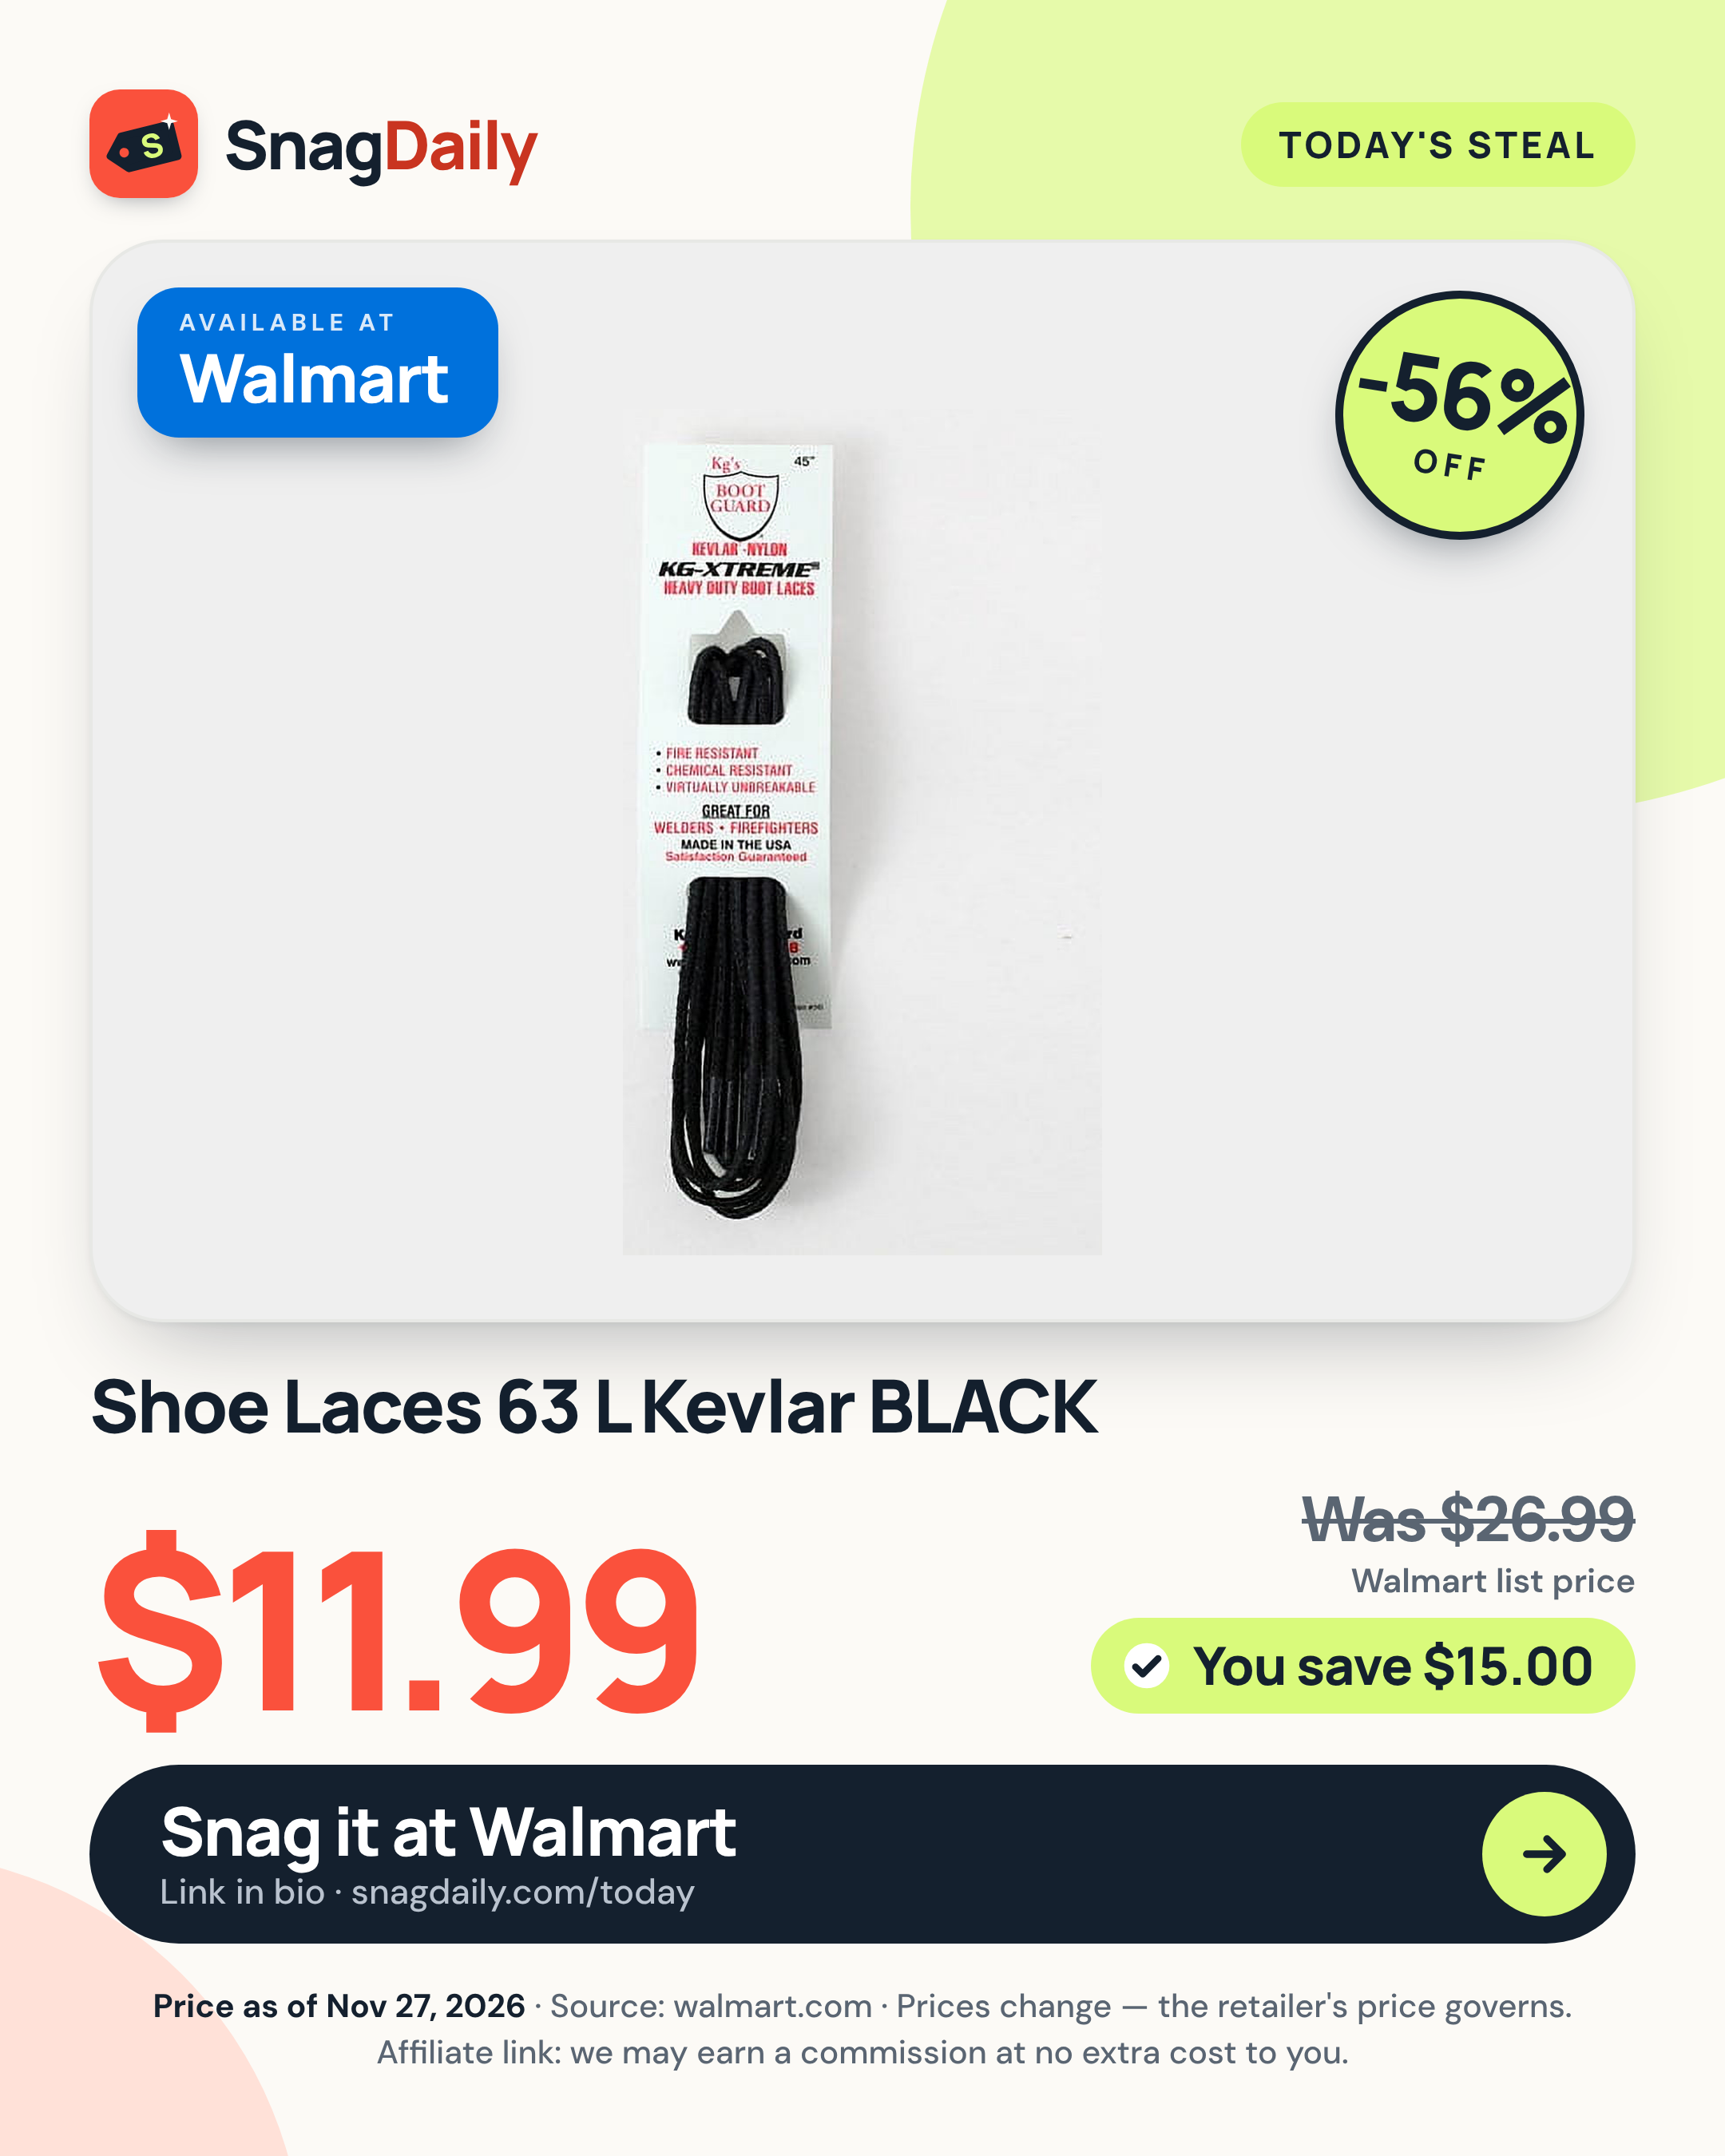 S
SnagDaily
TODAY'S STEAL
AVAILABLE AT
Walmart
-56%
OFF
Kg's
45"
BOOT
GUARD
KEVLAR-NYLON
KG-XTREME
HEAVY DUTY BOOT LACES
• FIRE RESISTANT
• CHEMICAL RESISTANT
• VIRTUALLY UNBREAKABLE
GREAT FOR
WELDERS • FIREFIGHTERS
MADE IN THE USA
Satisfaction Guaranteed
Shoe Laces 63 L Kevlar BLACK
$11.99
Was $26.99
Walmart list price
You save $15.00
Snag it at Walmart
Link in bio · snagdaily.com/today
Price as of Nov 27, 2026 · Source: walmart.com · Prices change — the retailer's price governs.
Affiliate link: we may earn a commission at no extra cost to you.